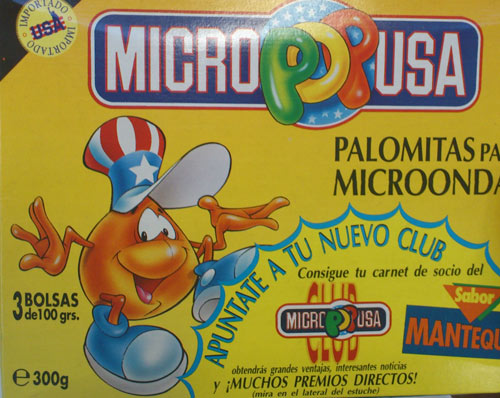 IMPORTADO
USA
IMPORTADO
MICROPOPUSA
PALOMITAS PA
MICROONDA
APUNTATE A TU NUEVO CLUB
Consigue tu carnet de socio del
CLUB
MICROPOPUSA
3 BOLSAS
de 100 grs.
Sabor
MANTEQU
obtendrás grandes ventajas, interesantes noticias
y ¡MUCHOS PREMIOS DIRECTOS!
(mira en el lateral del estuche)
℮ 300g